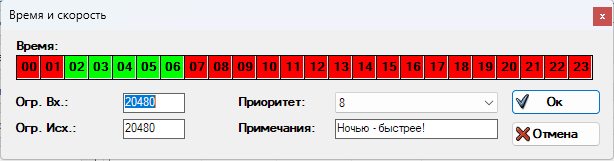 Время и скорость
Время:
00 01 02 03 04 05 06 07 08 09 10 11 12 13 14 15 16 17 18 19 20 21 22 23
Огр. Вх.: 20480 Приоритет: 8 Ок
Огр. Исх.: 20480 Примечания: Ночью - быстрее! Отмена